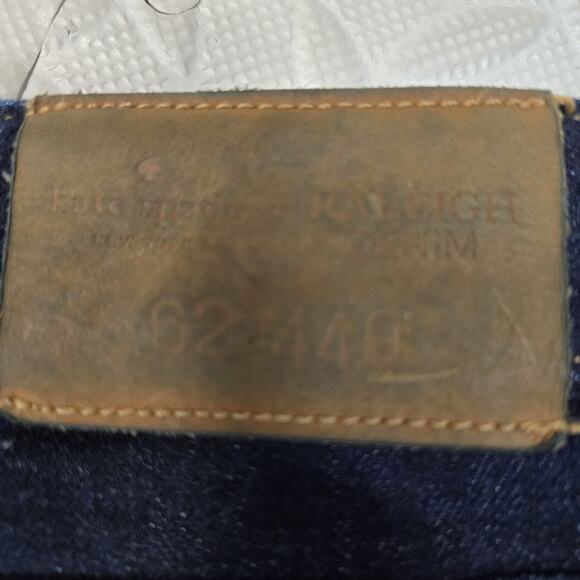 kate spade + RALEIGH
NEW YORK DENIM
62 440